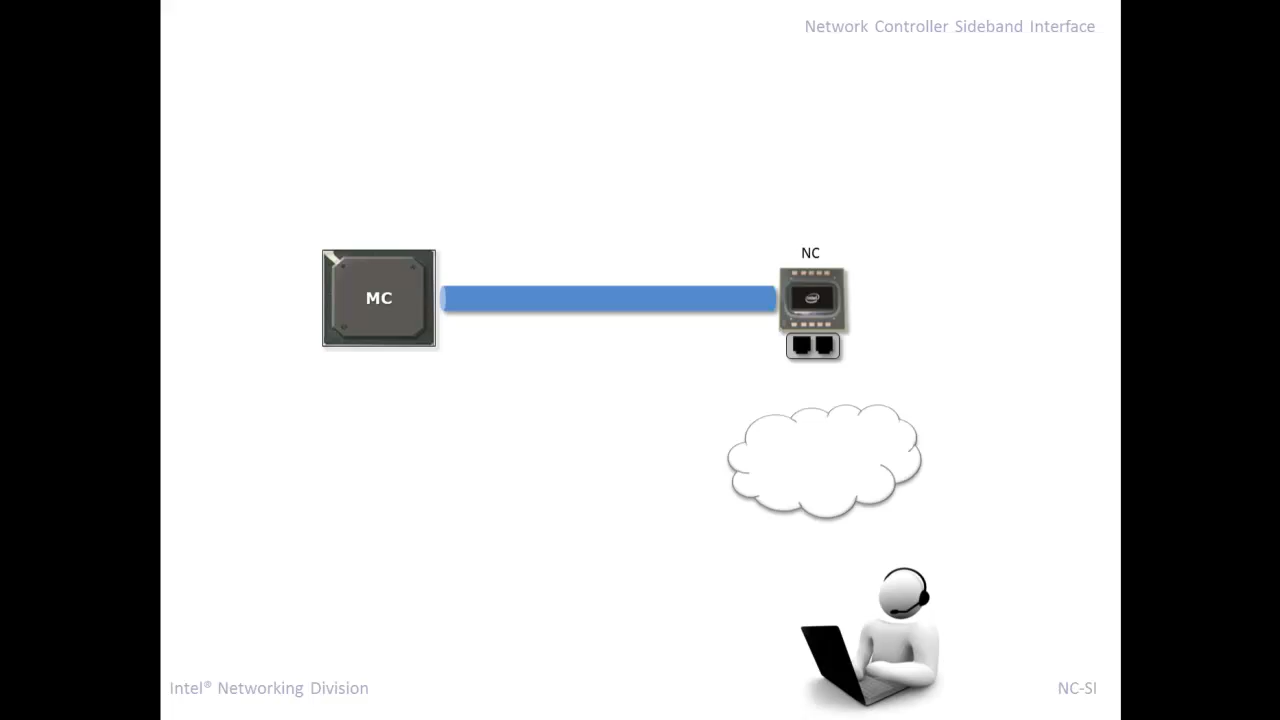 Network Controller Sideband Interface
NC
MC
Intel® Networking Division
NC-SI